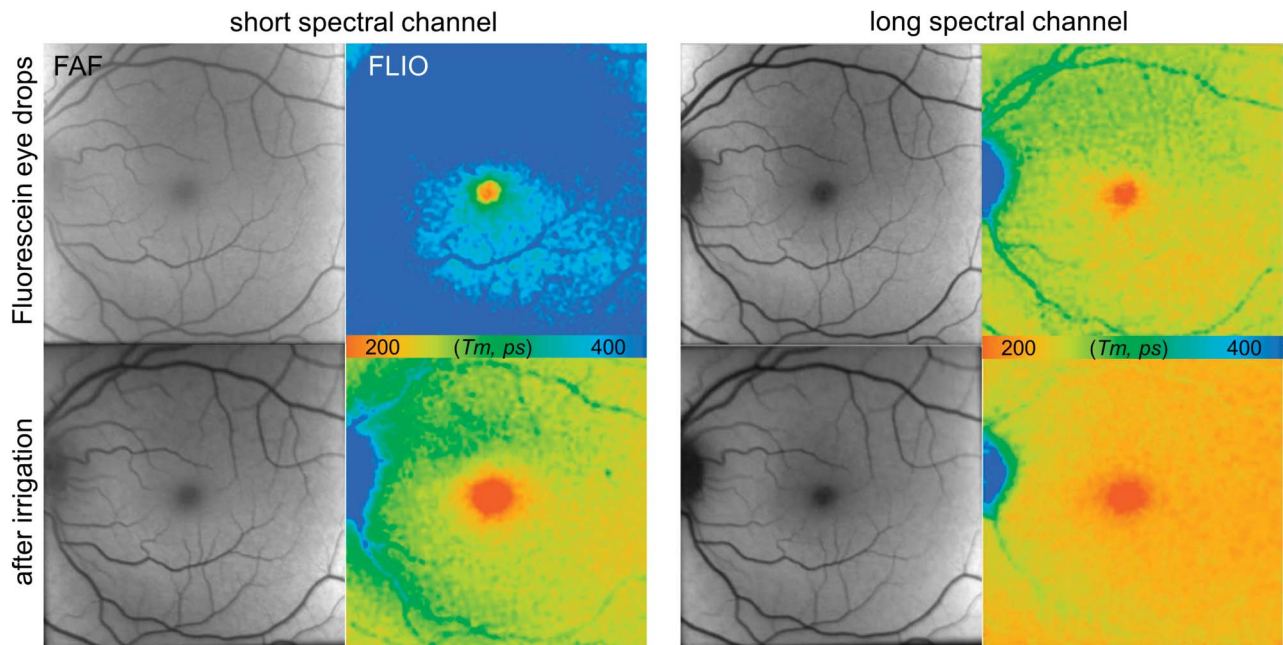 short spectral channel
long spectral channel
Fluorescein eye drops
FAF
FLIO
200 (Tm, ps) 400
200 (Tm, ps) 400
after irrigation